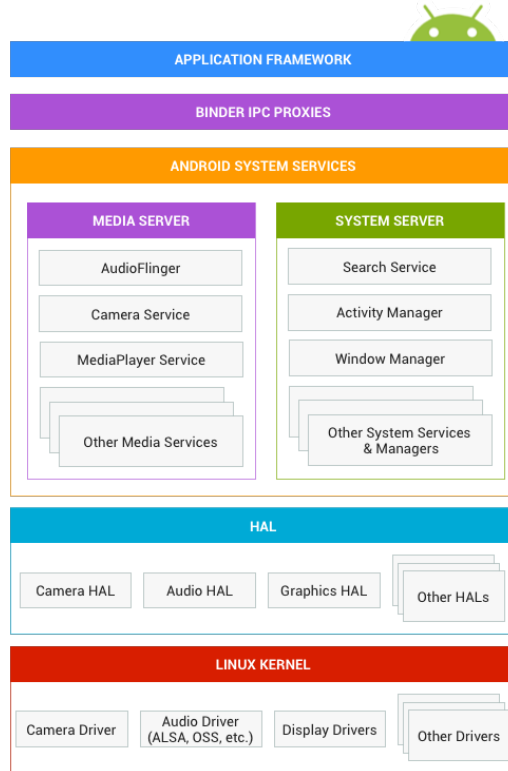 APPLICATION FRAMEWORK
BINDER IPC PROXIES
ANDROID SYSTEM SERVICES
MEDIA SERVER
AudioFlinger
Camera Service
MediaPlayer Service
Other Media Services
SYSTEM SERVER
Search Service
Activity Manager
Window Manager
Other System Services
& Managers
HAL
Camera HAL
Audio HAL
Graphics HAL
Other HALs
LINUX KERNEL
Camera Driver
Audio Driver
(ALSA, OSS, etc.)
Display Drivers
Other Drivers